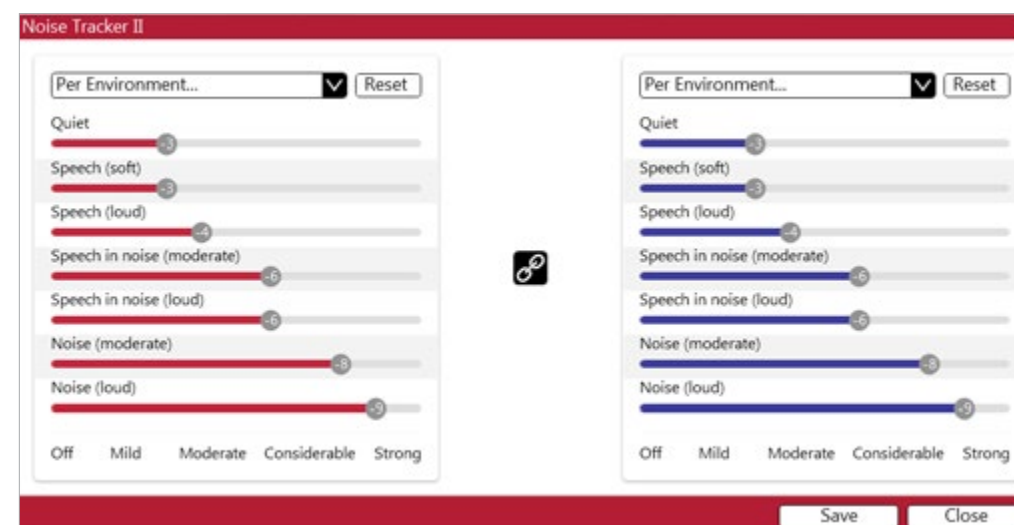 Noise Tracker II
Per Environment... Reset
Quiet
-3
Speech (soft)
-3
Speech (loud)
-4
Speech in noise (moderate)
-6
Speech in noise (loud)
-6
Noise (moderate)
-8
Noise (loud)
-9
Off Mild Moderate Considerable Strong
Per Environment... Reset
Quiet
-3
Speech (soft)
-3
Speech (loud)
-4
Speech in noise (moderate)
-6
Speech in noise (loud)
-6
Noise (moderate)
-8
Noise (loud)
-9
Off Mild Moderate Considerable Strong
Save Close